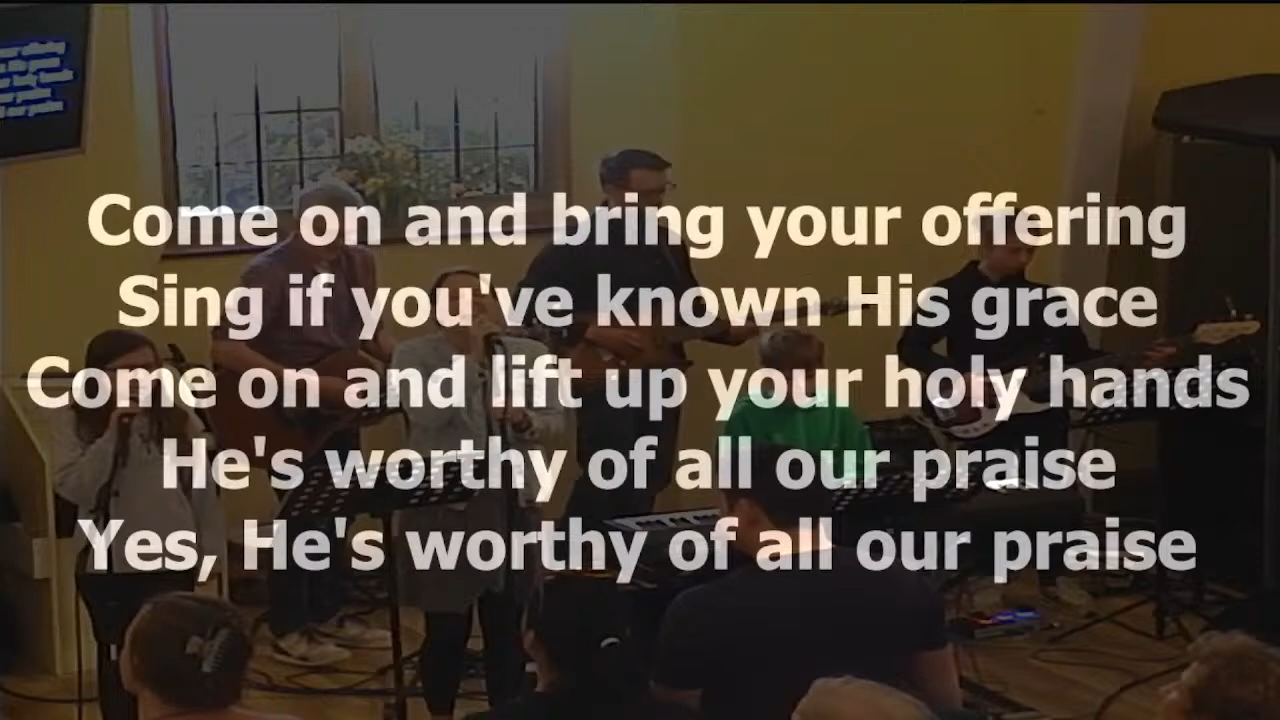 Come on and bring your offering
Sing if you've known His grace
Come on and lift up your holy hands
He's worthy of all our praise
Yes, He's worthy of all our praise